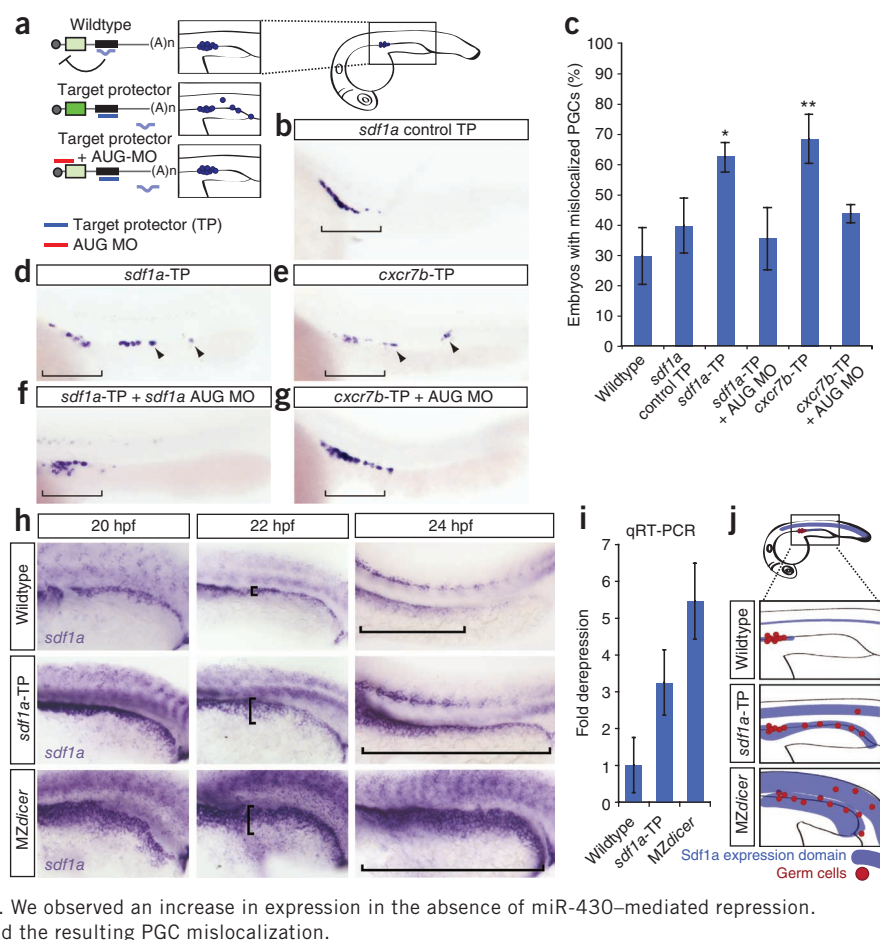 a
Wildtype
(A)n
Target protector
(A)n
Target protector
+ AUG-MO
(A)n
Target protector (TP)
AUG MO
b
sdf1a control TP
c
Embryos with mislocalized PGCs (%)
100
90
80
70
60
50
40
30
20
10
0
*
**
Wildtype
sdf1a
control TP
sdf1a-TP
sdf1a-TP
+ AUG MO
cxcr7b-TP
cxcr7b-TP
+ AUG MO
d
sdf1a-TP
e
cxcr7b-TP
f
sdf1a-TP + sdf1a AUG MO
g
cxcr7b-TP + AUG MO
h
20 hpf
22 hpf
24 hpf
Wildtype
sdf1a
sdf1a-TP
sdf1a
MZdicer
sdf1a
i
qRT-PCR
Fold derepression
7
6
5
4
3
2
1
0
Wildtype
sdf1a-TP
MZdicer
j
Wildtype
sdf1a-TP
MZdicer
Sdf1a expression domain
Germ cells
. We observed an increase in expression in the absence of miR-430–mediated repression.
d the resulting PGC mislocalization.